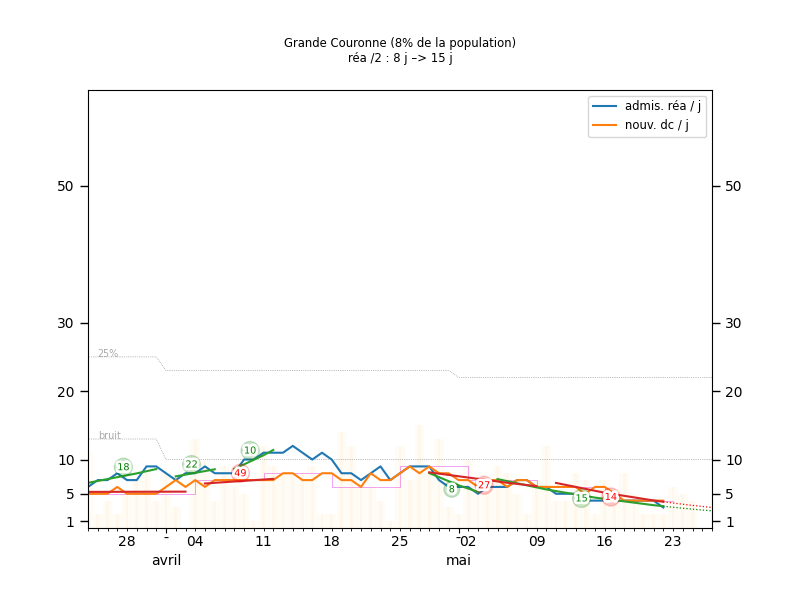 Grande Couronne (8% de la population)
réa /2 : 8 j –> 15 j
admis. réa / j
nouv. dc / j
50 50
30 30
25%
20 20
bruit
10 10
5 5
1 1
18
22
10
49
8
27
15
14
28 - 04 11 18 25 - 02 09 16 23
avril mai